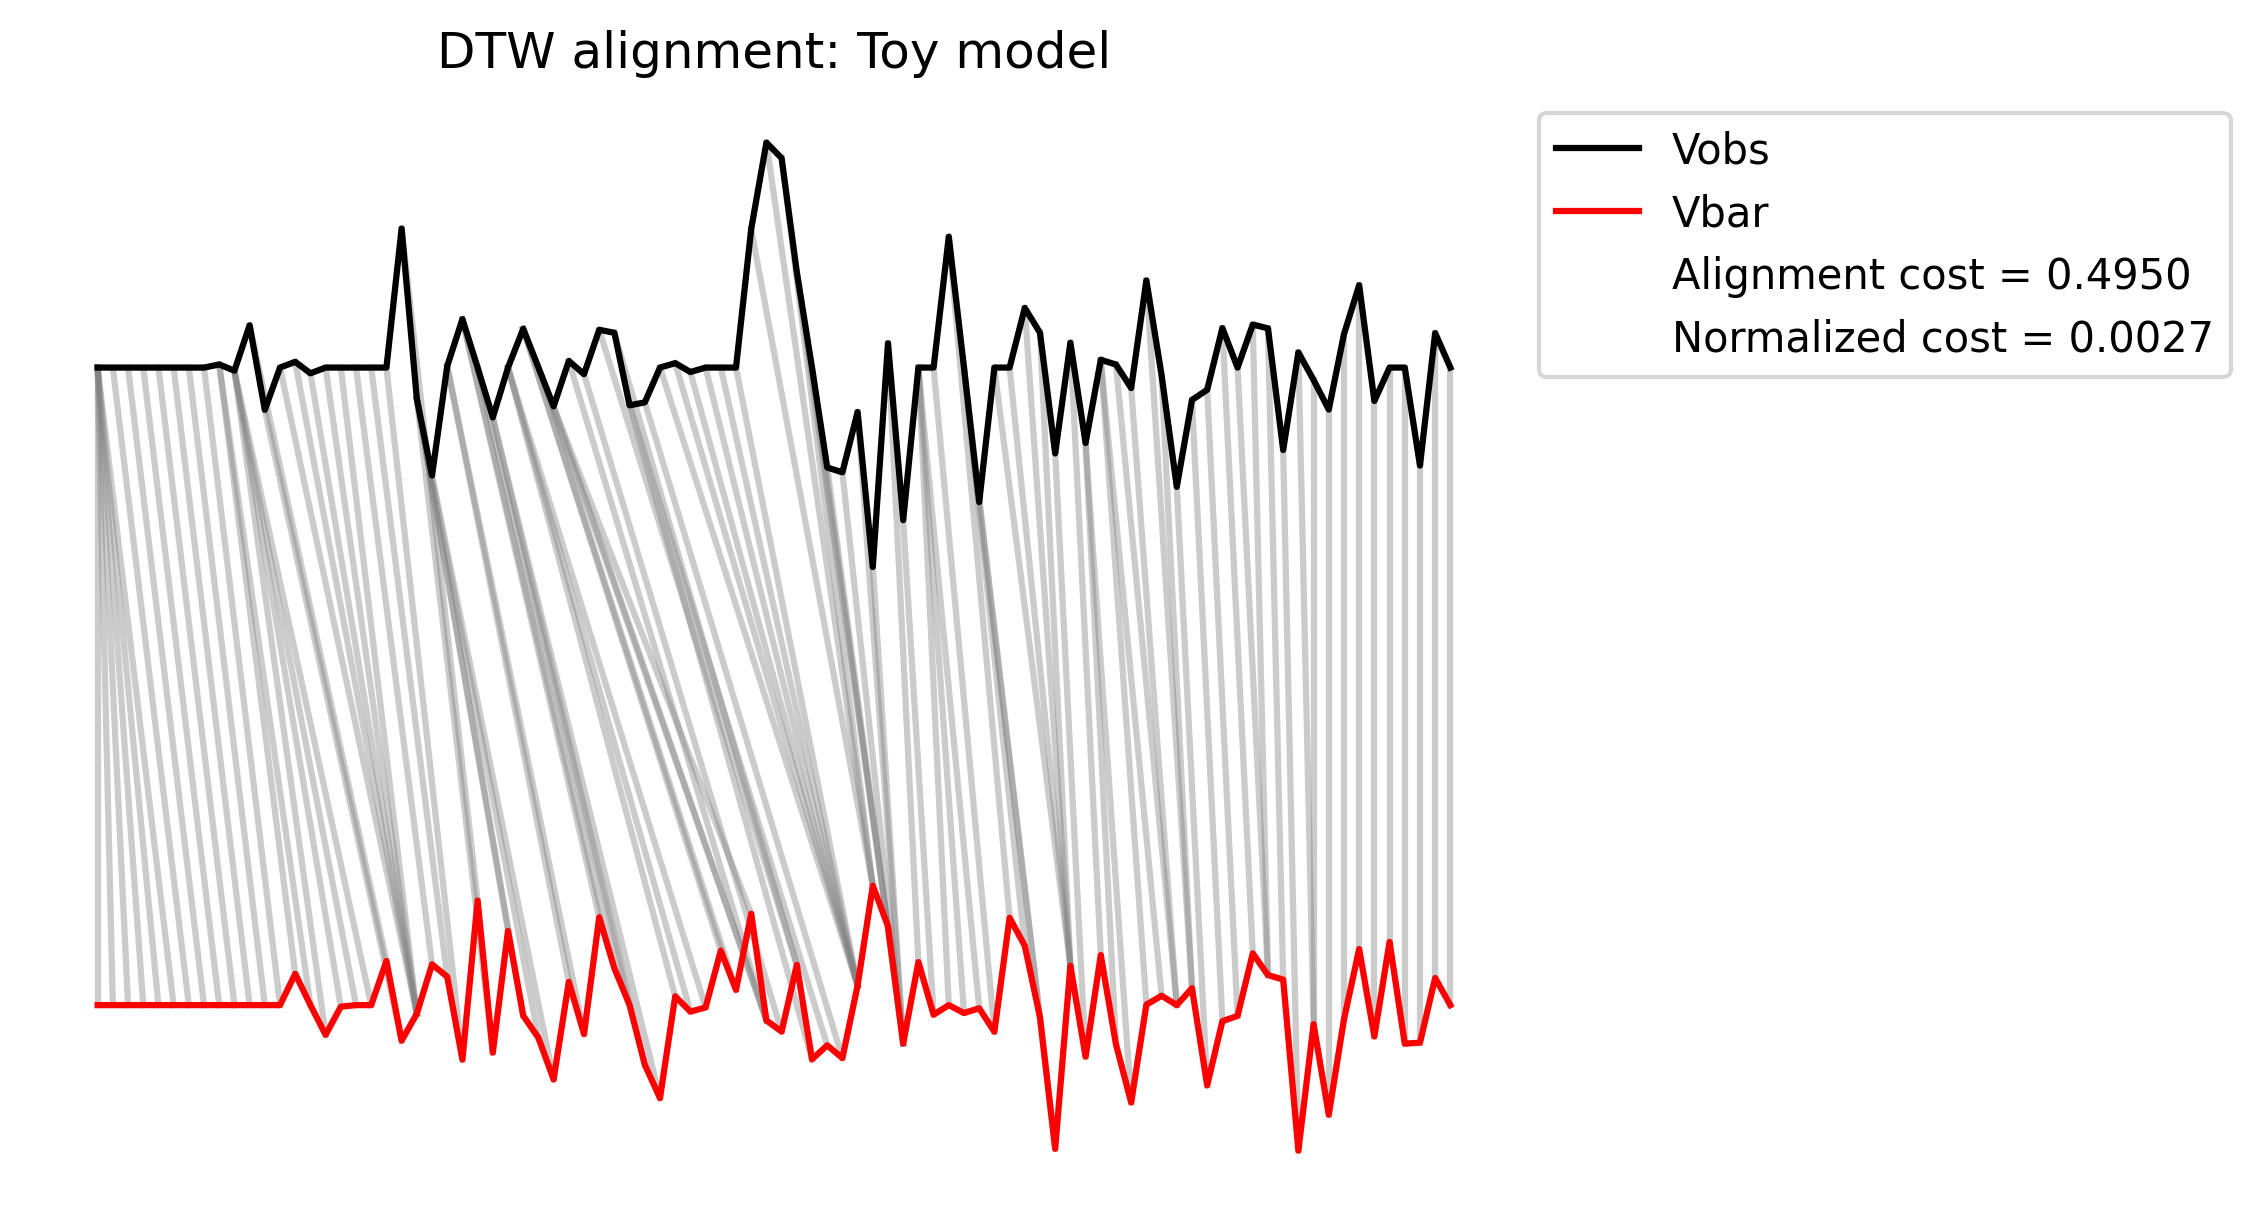 DTW alignment: Toy model
Vobs
Vbar
Alignment cost = 0.4950
Normalized cost = 0.0027